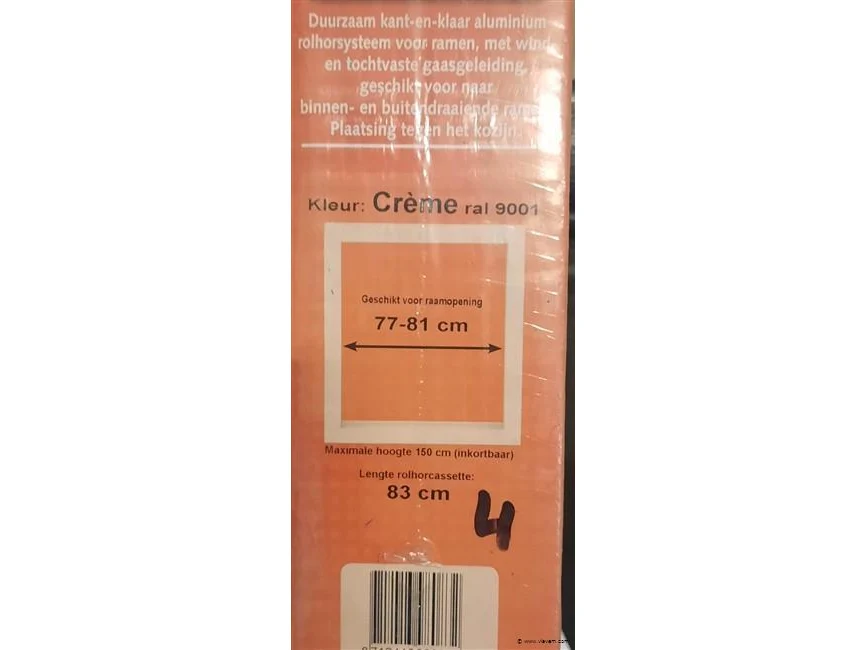 Duurzaam kant-en-klaar aluminium
rolhorsysteem voor ramen, met wind-
en tochtvaste gaasgeleiding,
geschikt voor naar
binnen- en buitendraaiende ramen
Plaatsing tegen het kozijn.
Kleur: Crème ral 9001
Geschikt voor raamopening
77-81 cm
Maximale hoogte 150 cm (inkortbaar)
Lengte rolhorcassette:
83 cm
4
© www.vlavem.com